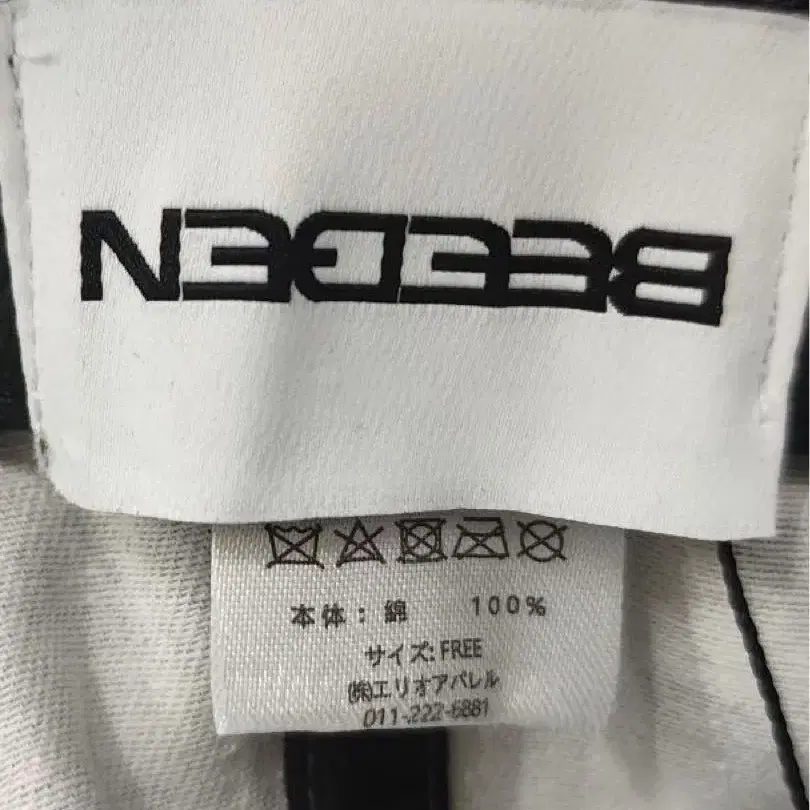 BEEDEN
本体：綿 100%
サイズ: FREE
(株)エリオアパレル
011-222-6881